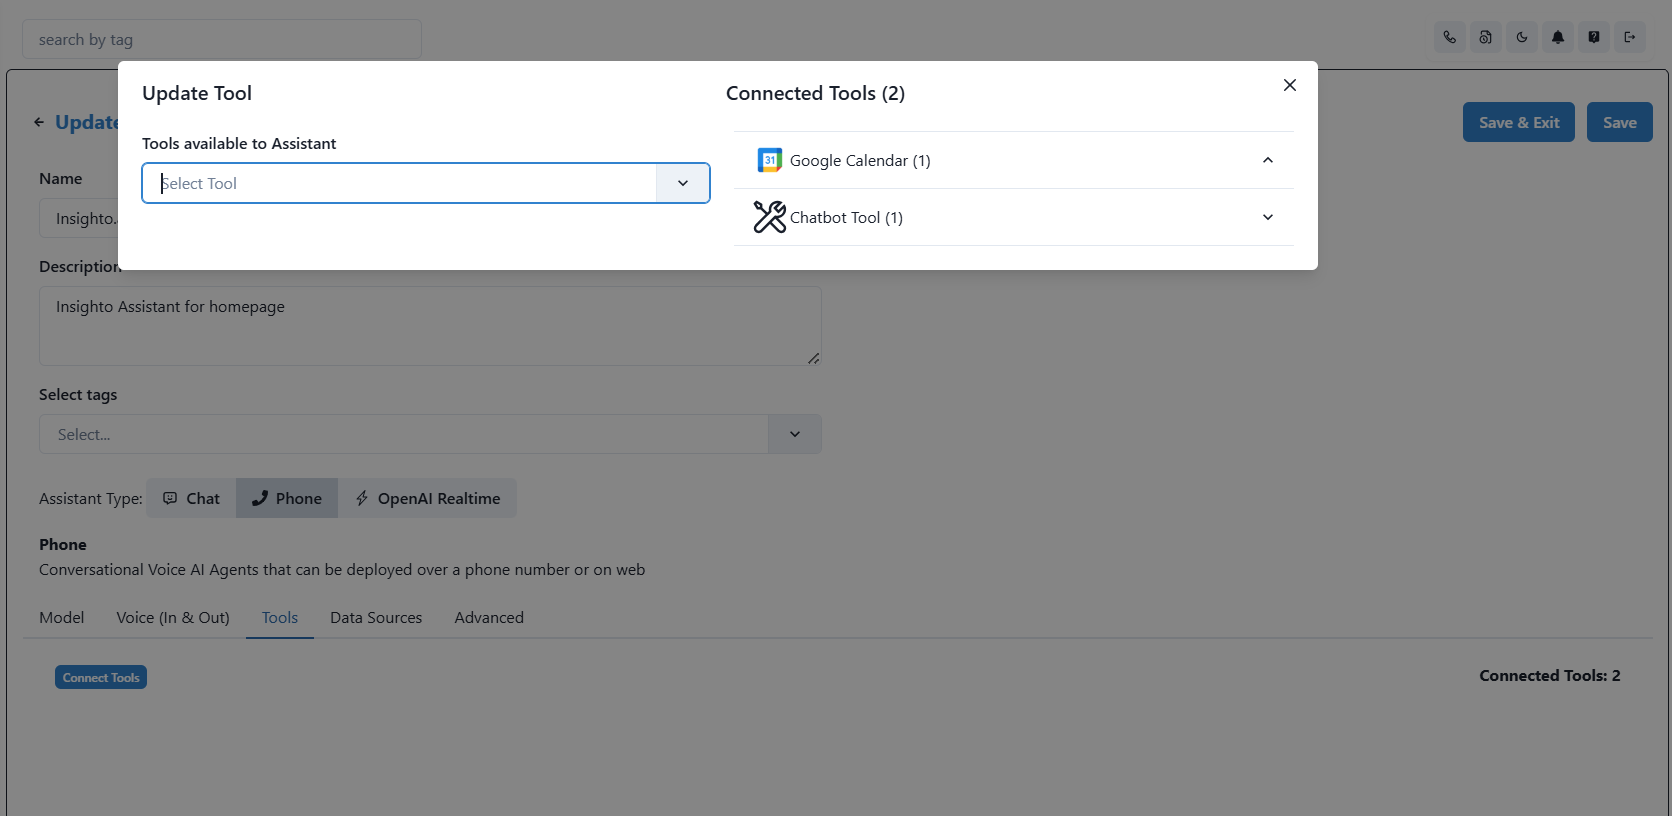 search by tag
Update Tool
Tools available to Assistant
Select Tool
Connected Tools (2)
31
Google Calendar (1)
Chatbot Tool (1)
Update
Save & Exit
Save
Name
Insighto.
Description
Insighto Assistant for homepage
Select tags
Select...
Assistant Type:
Chat
Phone
OpenAI Realtime
Phone
Conversational Voice AI Agents that can be deployed over a phone number or on web
Model
Voice (In & Out)
Tools
Data Sources
Advanced
Connect Tools
Connected Tools: 2